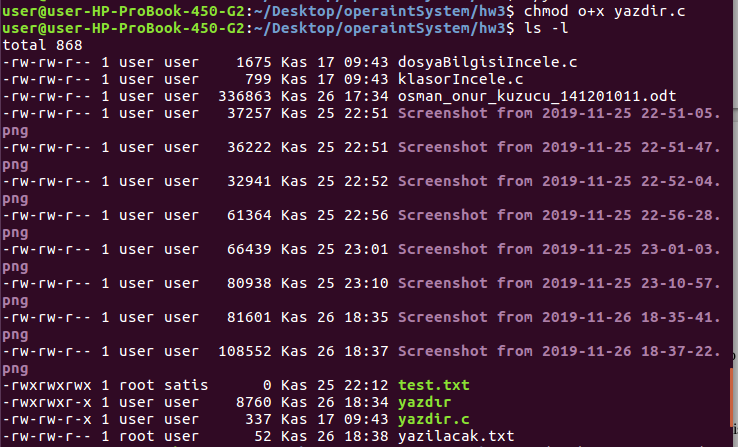 user@user-HP-ProBook-450-G2:~/Desktop/operaintSystem/hw3$ chmod o+x yazdir.c
user@user-HP-ProBook-450-G2:~/Desktop/operaintSystem/hw3$ ls -l
total 868
-rw-rw-r-- 1 user user 1675 Kas 17 09:43 dosyaBilgisiIncele.c
-rw-rw-r-- 1 user user 799 Kas 17 09:43 klasorIncele.c
-rw-rw-r-- 1 user user 336863 Kas 26 17:34 osman_onur_kuzucu_141201011.odt
-rw-rw-r-- 1 user user 37257 Kas 25 22:51 Screenshot from 2019-11-25 22-51-05.
png
-rw-rw-r-- 1 user user 36222 Kas 25 22:51 Screenshot from 2019-11-25 22-51-47.
png
-rw-rw-r-- 1 user user 32941 Kas 25 22:52 Screenshot from 2019-11-25 22-52-04.
png
-rw-rw-r-- 1 user user 61364 Kas 25 22:56 Screenshot from 2019-11-25 22-56-28.
png
-rw-rw-r-- 1 user user 66439 Kas 25 23:01 Screenshot from 2019-11-25 23-01-03.
png
-rw-rw-r-- 1 user user 80938 Kas 25 23:10 Screenshot from 2019-11-25 23-10-57.
png
-rw-rw-r-- 1 user user 81601 Kas 26 18:35 Screenshot from 2019-11-26 18-35-41.
png
-rw-rw-r-- 1 user user 108552 Kas 26 18:37 Screenshot from 2019-11-26 18-37-22.
png
-rwxrwxrwx 1 root satis 0 Kas 25 22:12 test.txt
-rwxrwxr-x 1 user user 8760 Kas 26 18:34 yazdır
-rw-rw-r-x 1 user user 337 Kas 17 09:43 yazdir.c
-rw-r--r-- 1 root user 52 Kas 26 18:38 yazilacak.txt